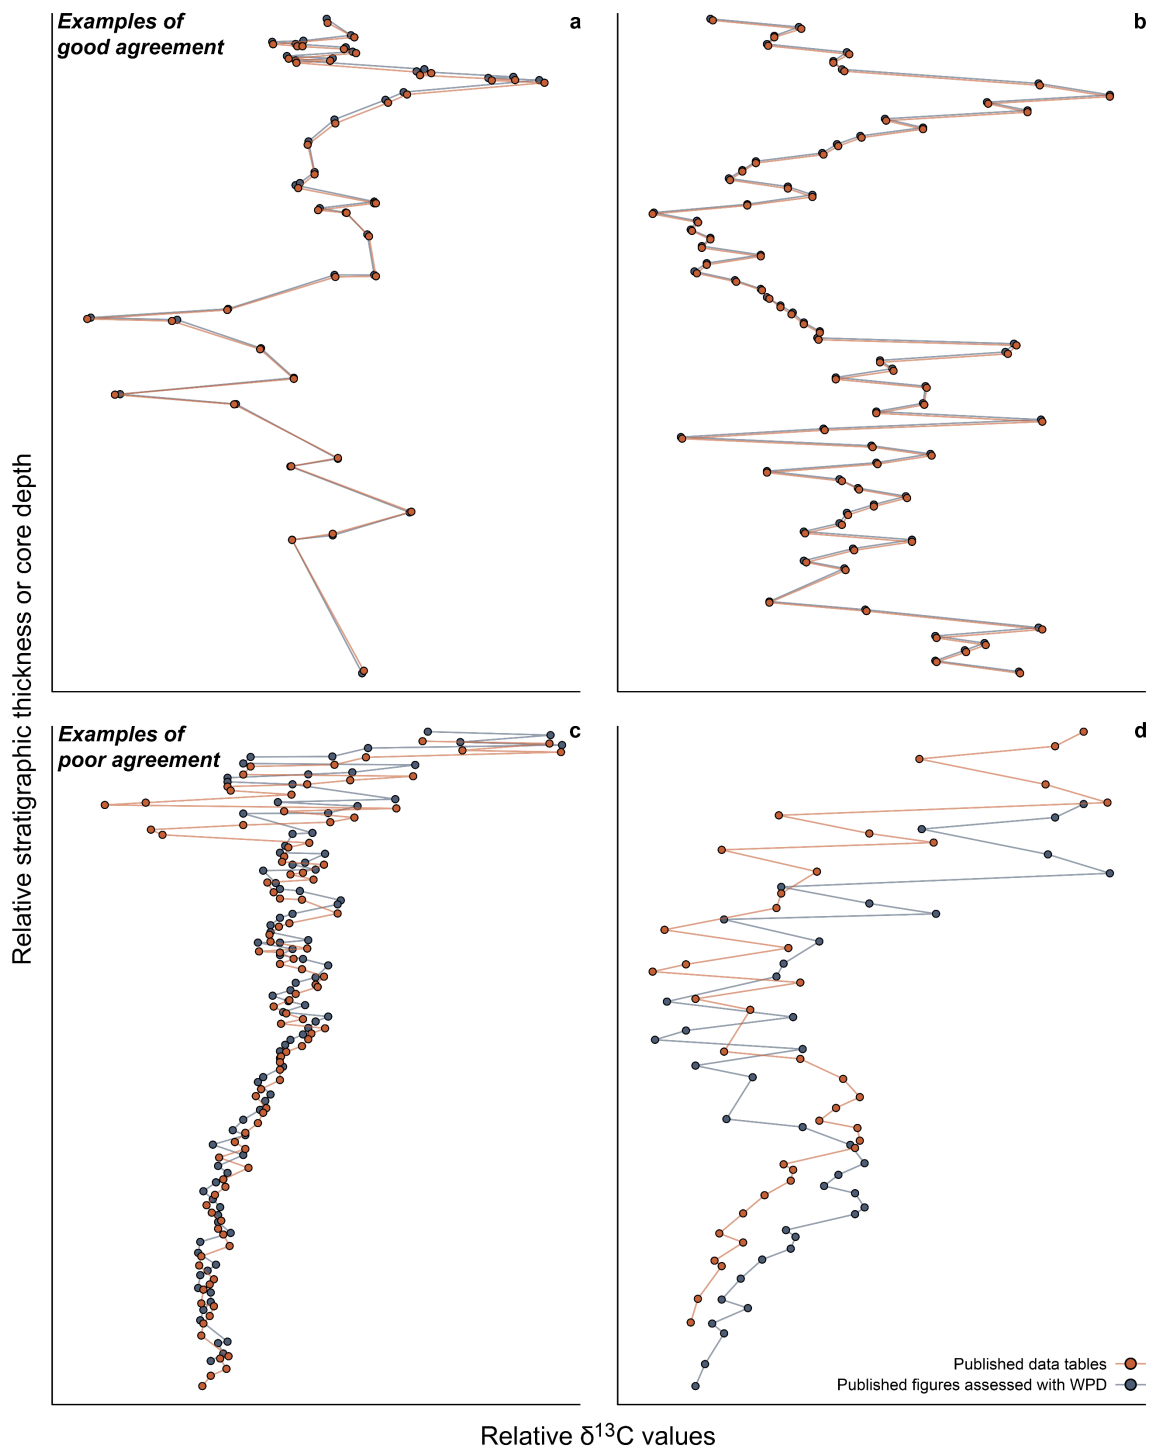 Examples of
good agreement
a
b
Relative stratigraphic thickness or core depth
Examples of
poor agreement
c
d
Published data tables
Published figures assessed with WPD
Relative δ¹³C values